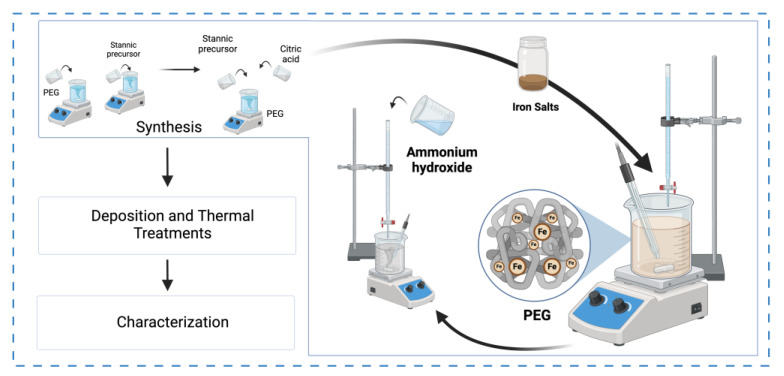 Stannic
precursor
Stannic
precursor
Citric
acid
PEG
PEG
Synthesis
Iron Salts
Ammonium
hydroxide
Deposition and Thermal
Treatments
Fe
Fe
Fe
Fe
Fe
Fe
Fe
PEG
Characterization